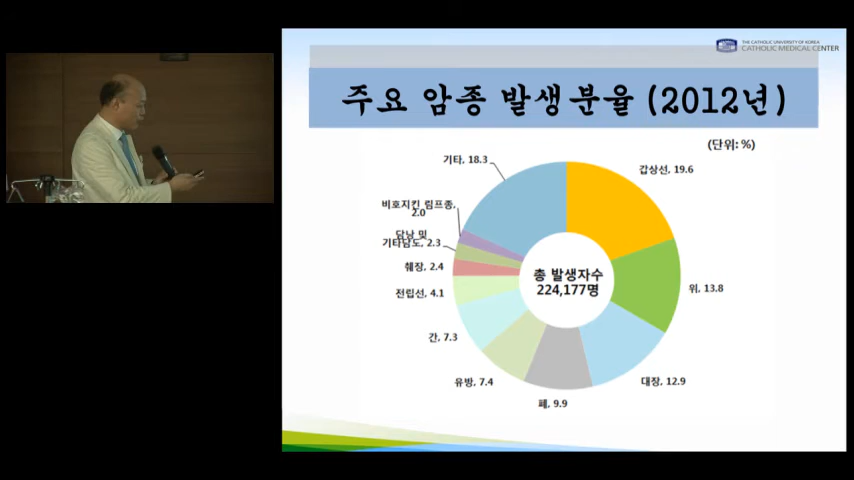 THE CATHOLIC UNIVERSITY OF KOREA
CATHOLIC MEDICAL CENTER
주요 암종 발생분율 (2012년)
(단위: %)
기타, 18.3
갑상선, 19.6
비호지킨 림프종,
2.0
담낭 및
기타담도, 2.3
췌장, 2.4
총 발생자수
224,177명
위, 13.8
전립선, 4.1
간, 7.3
유방, 7.4
대장, 12.9
폐, 9.9